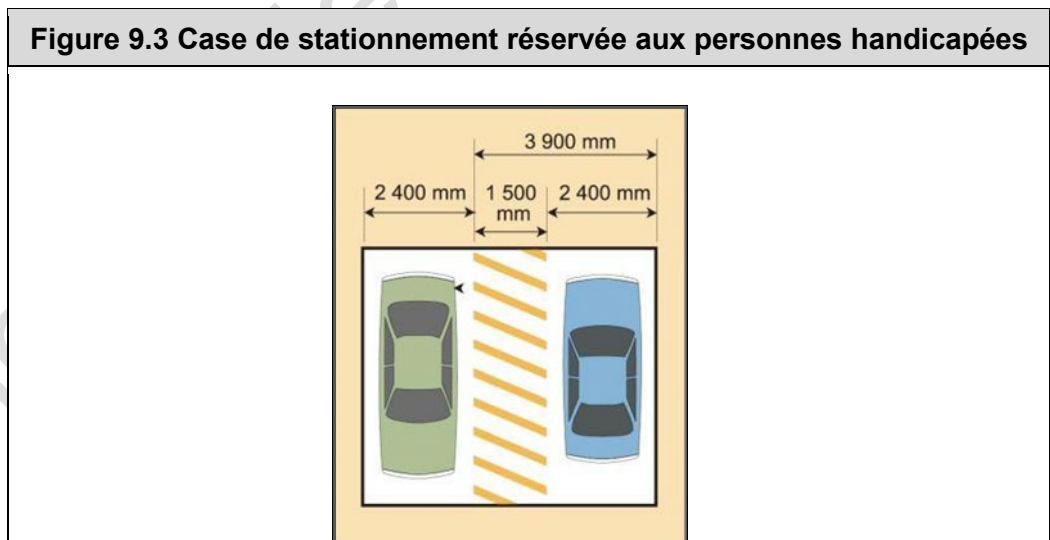 Figure 9.3 Case de stationnement réservée aux personnes handicapées
3 900 mm
2 400 mm
1 500
mm
2 400 mm